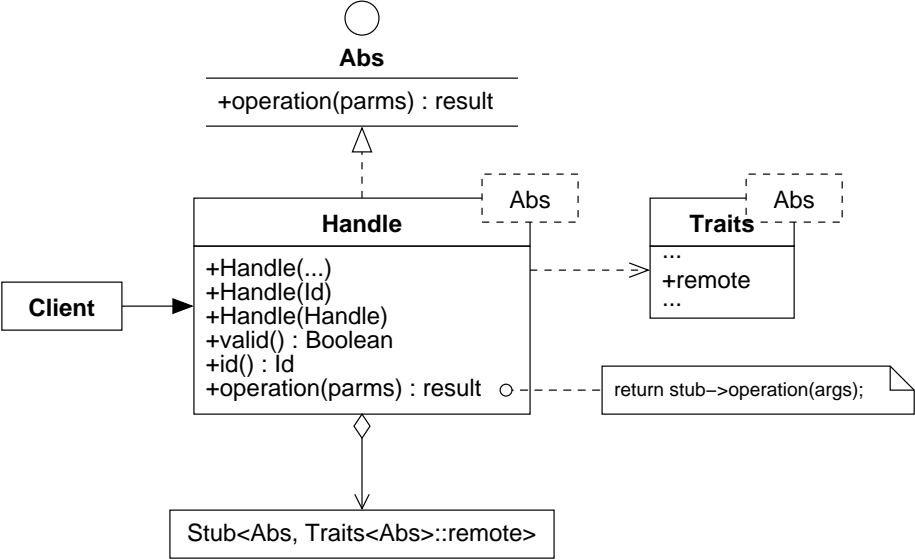 Abs
+operation(parms) : result
Abs
Handle
+Handle(...)
+Handle(Id)
+Handle(Handle)
+valid() : Boolean
+id() : Id
+operation(parms) : result
Abs
Traits
...
+remote
...
Client
return stub−>operation(args);
Stub<Abs, Traits<Abs>::remote>